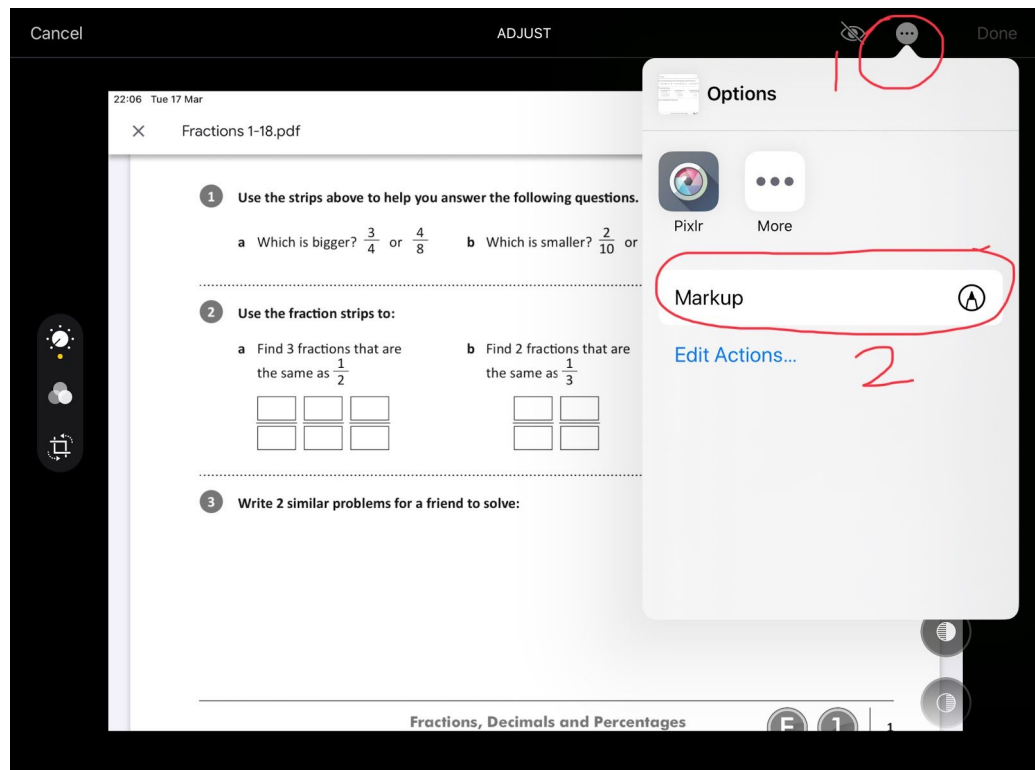 Cancel ADJUST Done
1
22:06 Tue 17 Mar
Options
Fractions 1-18.pdf
Pixlr More
1 Use the strips above to help you answer the following questions.
a Which is bigger? 3/4 or 4/8 b Which is smaller? 2/10 or
Markup
2 Use the fraction strips to:
a Find 3 fractions that are b Find 2 fractions that are
the same as 1/2 the same as 1/3
Edit Actions...
2
3 Write 2 similar problems for a friend to solve:
Fractions, Decimals and Percentages F 1 1